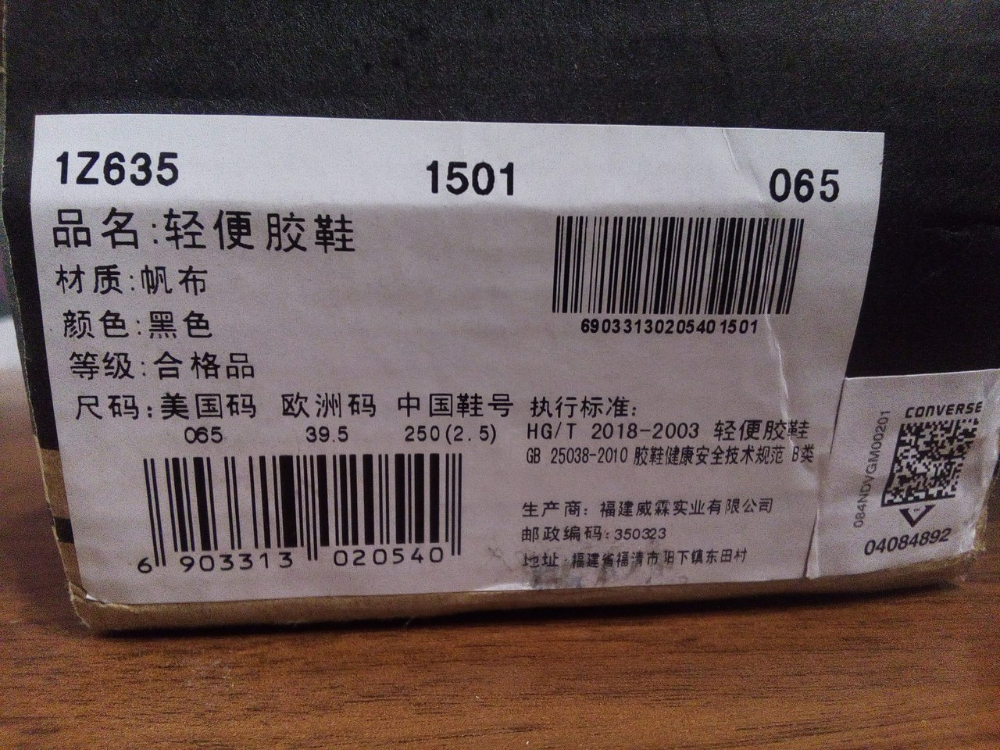 1Z635 1501 065
品名:轻便胶鞋
材质:帆布
颜色:黑色
等级:合格品
尺码:美国码 欧洲码 中国鞋号
065 39.5 250(2.5)
6 903313 020540
69033130205401501
执行标准:
HG/T 2018-2003 轻便胶鞋
GB 25038-2010 胶鞋健康安全技术规范 B类
生产商:福建威霖实业有限公司
邮政编码:350323
地址:福建省福清市阳下镇东田村
CONVERSE
084NDVGM00201
04084892